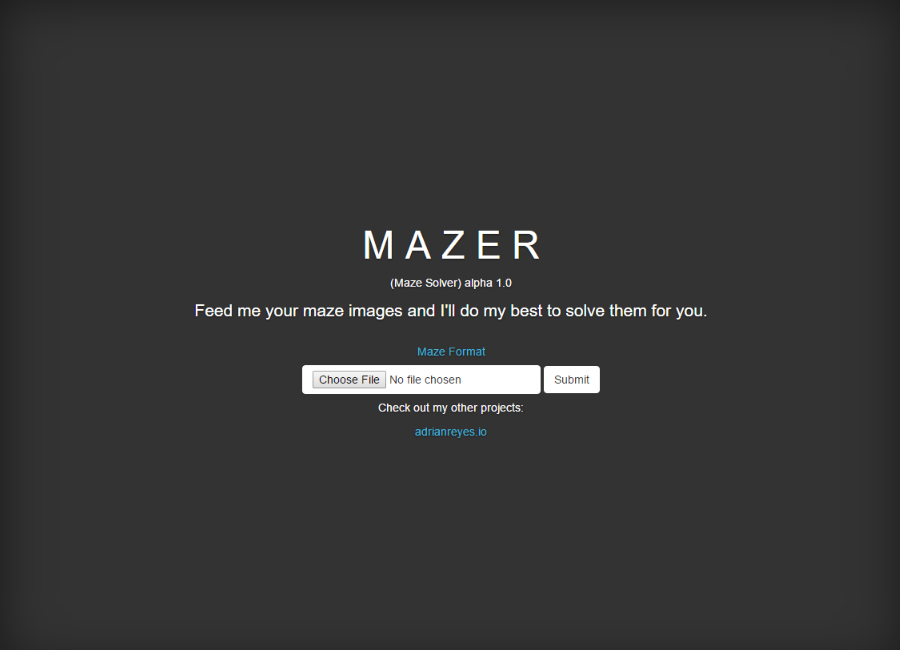 MAZER
(Maze Solver) alpha 1.0
Feed me your maze images and I'll do my best to solve them for you.
Maze Format
Choose File No file chosen Submit
Check out my other projects:
adrianreyes.io